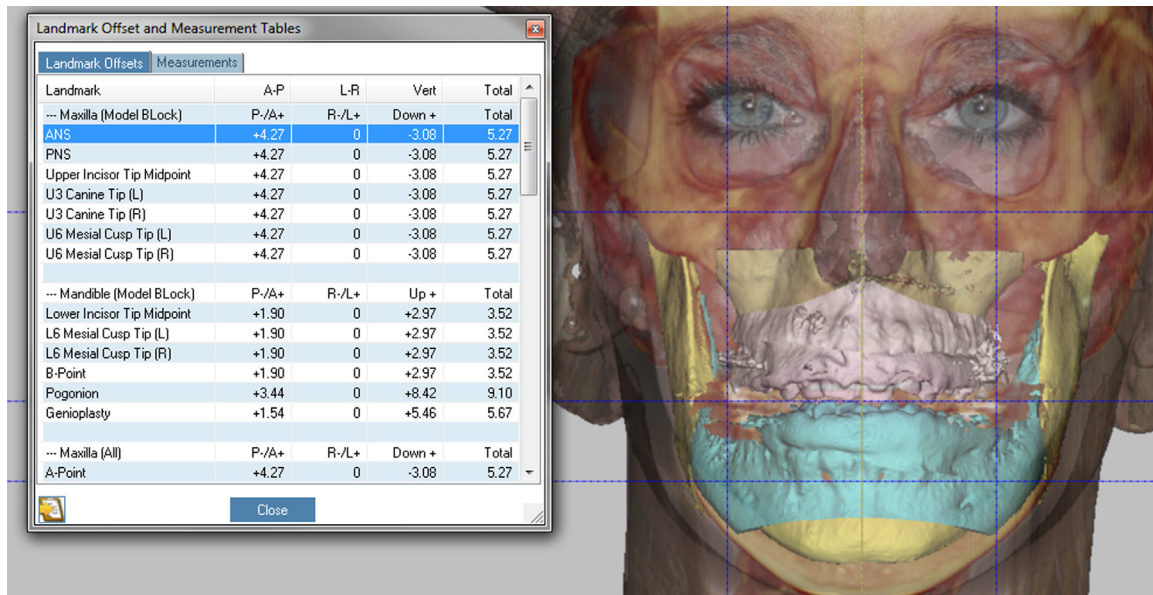 Landmark Offset and Measurement Tables
Landmark Offsets Measurements
Landmark A-P L-R Vert Total
--- Maxilla (Model BLock) P-/A+ R-/L+ Down + Total
ANS +4.27 0 -3.08 5.27
PNS +4.27 0 -3.08 5.27
Upper Incisor Tip Midpoint +4.27 0 -3.08 5.27
U3 Canine Tip (L) +4.27 0 -3.08 5.27
U3 Canine Tip (R) +4.27 0 -3.08 5.27
U6 Mesial Cusp Tip (L) +4.27 0 -3.08 5.27
U6 Mesial Cusp Tip (R) +4.27 0 -3.08 5.27
--- Mandible (Model BLock) P-/A+ R-/L+ Up + Total
Lower Incisor Tip Midpoint +1.90 0 +2.97 3.52
L6 Mesial Cusp Tip (L) +1.90 0 +2.97 3.52
L6 Mesial Cusp Tip (R) +1.90 0 +2.97 3.52
B-Point +1.90 0 +2.97 3.52
Pogonion +3.44 0 +8.42 9.10
Genioplasty +1.54 0 +5.46 5.67
--- Maxilla (All) P-/A+ R-/L+ Down + Total
A-Point +4.27 0 -3.08 5.27
Close